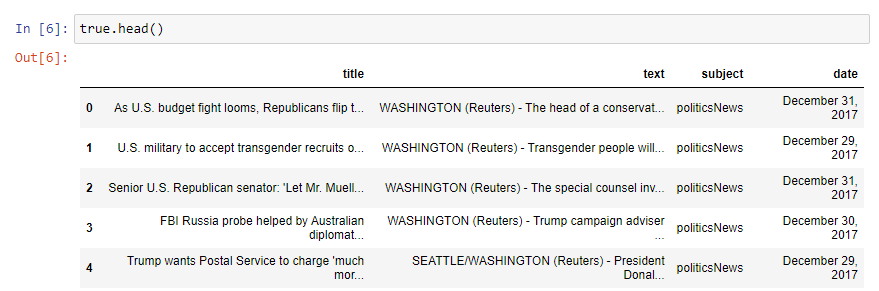 In [6]: true.head()
Out[6]:
title text subject date
0 As U.S. budget fight looms, Republicans flip t... WASHINGTON (Reuters) - The head of a conservat... politicsNews December 31,
2017
1 U.S. military to accept transgender recruits o... WASHINGTON (Reuters) - Transgender people will... politicsNews December 29,
2017
2 Senior U.S. Republican senator: 'Let Mr. Muell... WASHINGTON (Reuters) - The special counsel inv... politicsNews December 31,
2017
3 FBI Russia probe helped by Australian
diplomat... WASHINGTON (Reuters) - Trump campaign adviser
... politicsNews December 30,
2017
4 Trump wants Postal Service to charge 'much
mor... SEATTLE/WASHINGTON (Reuters) - President
Donal... politicsNews December 29,
2017